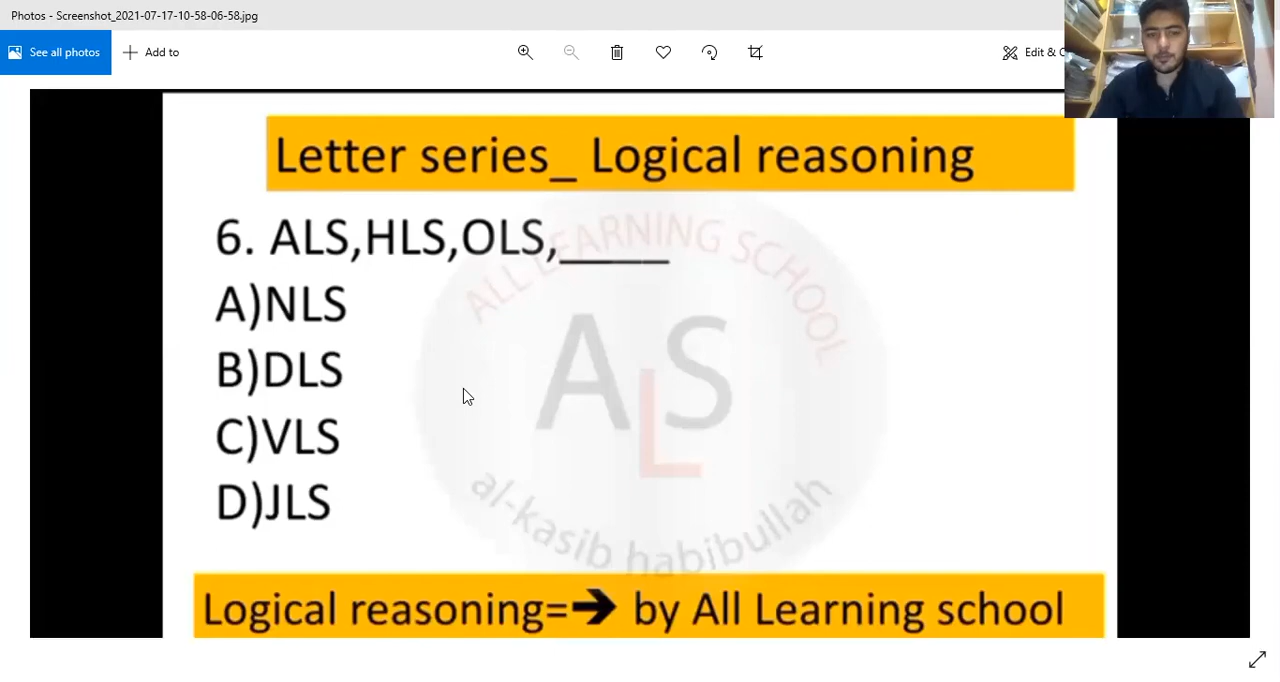 Photos - Screenshot_2021-07-17-10-58-06-58.jpg
See all photos
Add to
Edit & C
Letter series_ Logical reasoning
6. ALS,HLS,OLS,____
A)NLS
B)DLS
C)VLS
D)JLS
ALL LEARNING SCHOOL
ALS
al-kasib habibullah
Logical reasoning=➔ by All Learning school